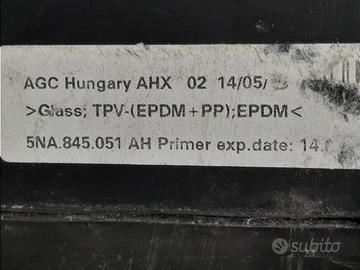 AGC Hungary AHX 02 14/05/
>Glass; TPV-(EPDM+PP);EPDM<
5NA.845.051 AH Primer exp.date: 14.
subito